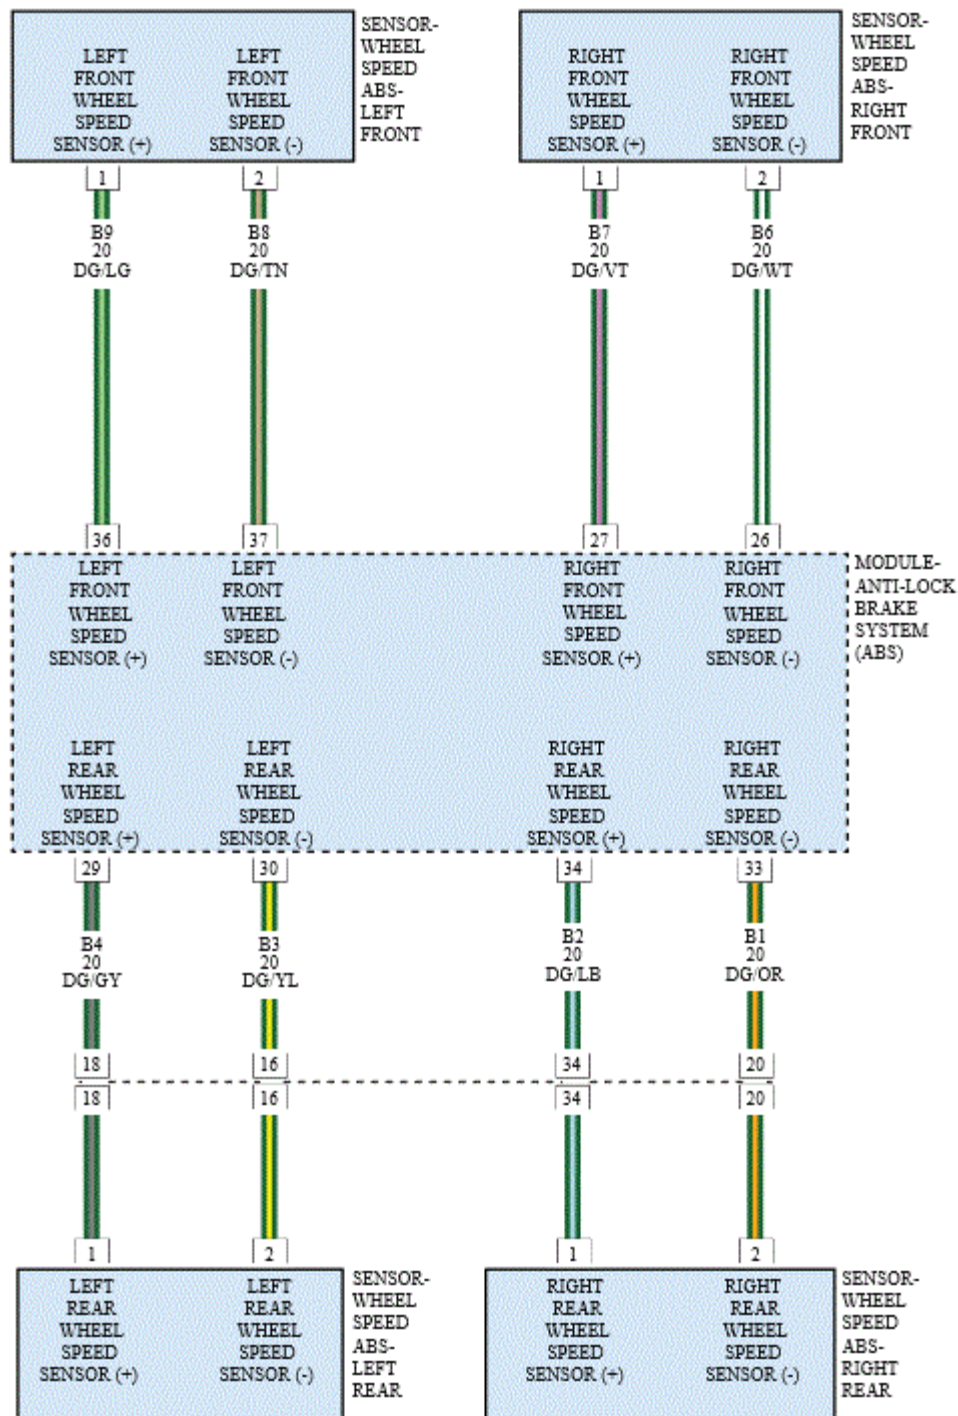 LEFT
FRONT
WHEEL
SPEED
SENSOR (+)
LEFT
FRONT
WHEEL
SPEED
SENSOR (-)
SENSOR-
WHEEL
SPEED
ABS-
LEFT
FRONT
RIGHT
FRONT
WHEEL
SPEED
SENSOR (+)
RIGHT
FRONT
WHEEL
SPEED
SENSOR (-)
SENSOR-
WHEEL
SPEED
ABS-
RIGHT
FRONT
1
2
1
2
B9
20
DG/LG
B8
20
DG/TN
B7
20
DG/VT
B6
20
DG/WT
36
37
27
26
LEFT
FRONT
WHEEL
SPEED
SENSOR (+)
LEFT
FRONT
WHEEL
SPEED
SENSOR (-)
RIGHT
FRONT
WHEEL
SPEED
SENSOR (+)
RIGHT
FRONT
WHEEL
SPEED
SENSOR (-)
MODULE-
ANTI-LOCK
BRAKE
SYSTEM
(ABS)
LEFT
REAR
WHEEL
SPEED
SENSOR (+)
LEFT
REAR
WHEEL
SPEED
SENSOR (-)
RIGHT
REAR
WHEEL
SPEED
SENSOR (+)
RIGHT
REAR
WHEEL
SPEED
SENSOR (-)
29
30
34
33
B4
20
DG/GY
B3
20
DG/YL
B2
20
DG/LB
B1
20
DG/OR
18
16
34
20
18
16
34
20
1
2
1
2
LEFT
REAR
WHEEL
SPEED
SENSOR (+)
LEFT
REAR
WHEEL
SPEED
SENSOR (-)
SENSOR-
WHEEL
SPEED
ABS-
LEFT
REAR
RIGHT
REAR
WHEEL
SPEED
SENSOR (+)
RIGHT
REAR
WHEEL
SPEED
SENSOR (-)
SENSOR-
WHEEL
SPEED
ABS-
RIGHT
REAR